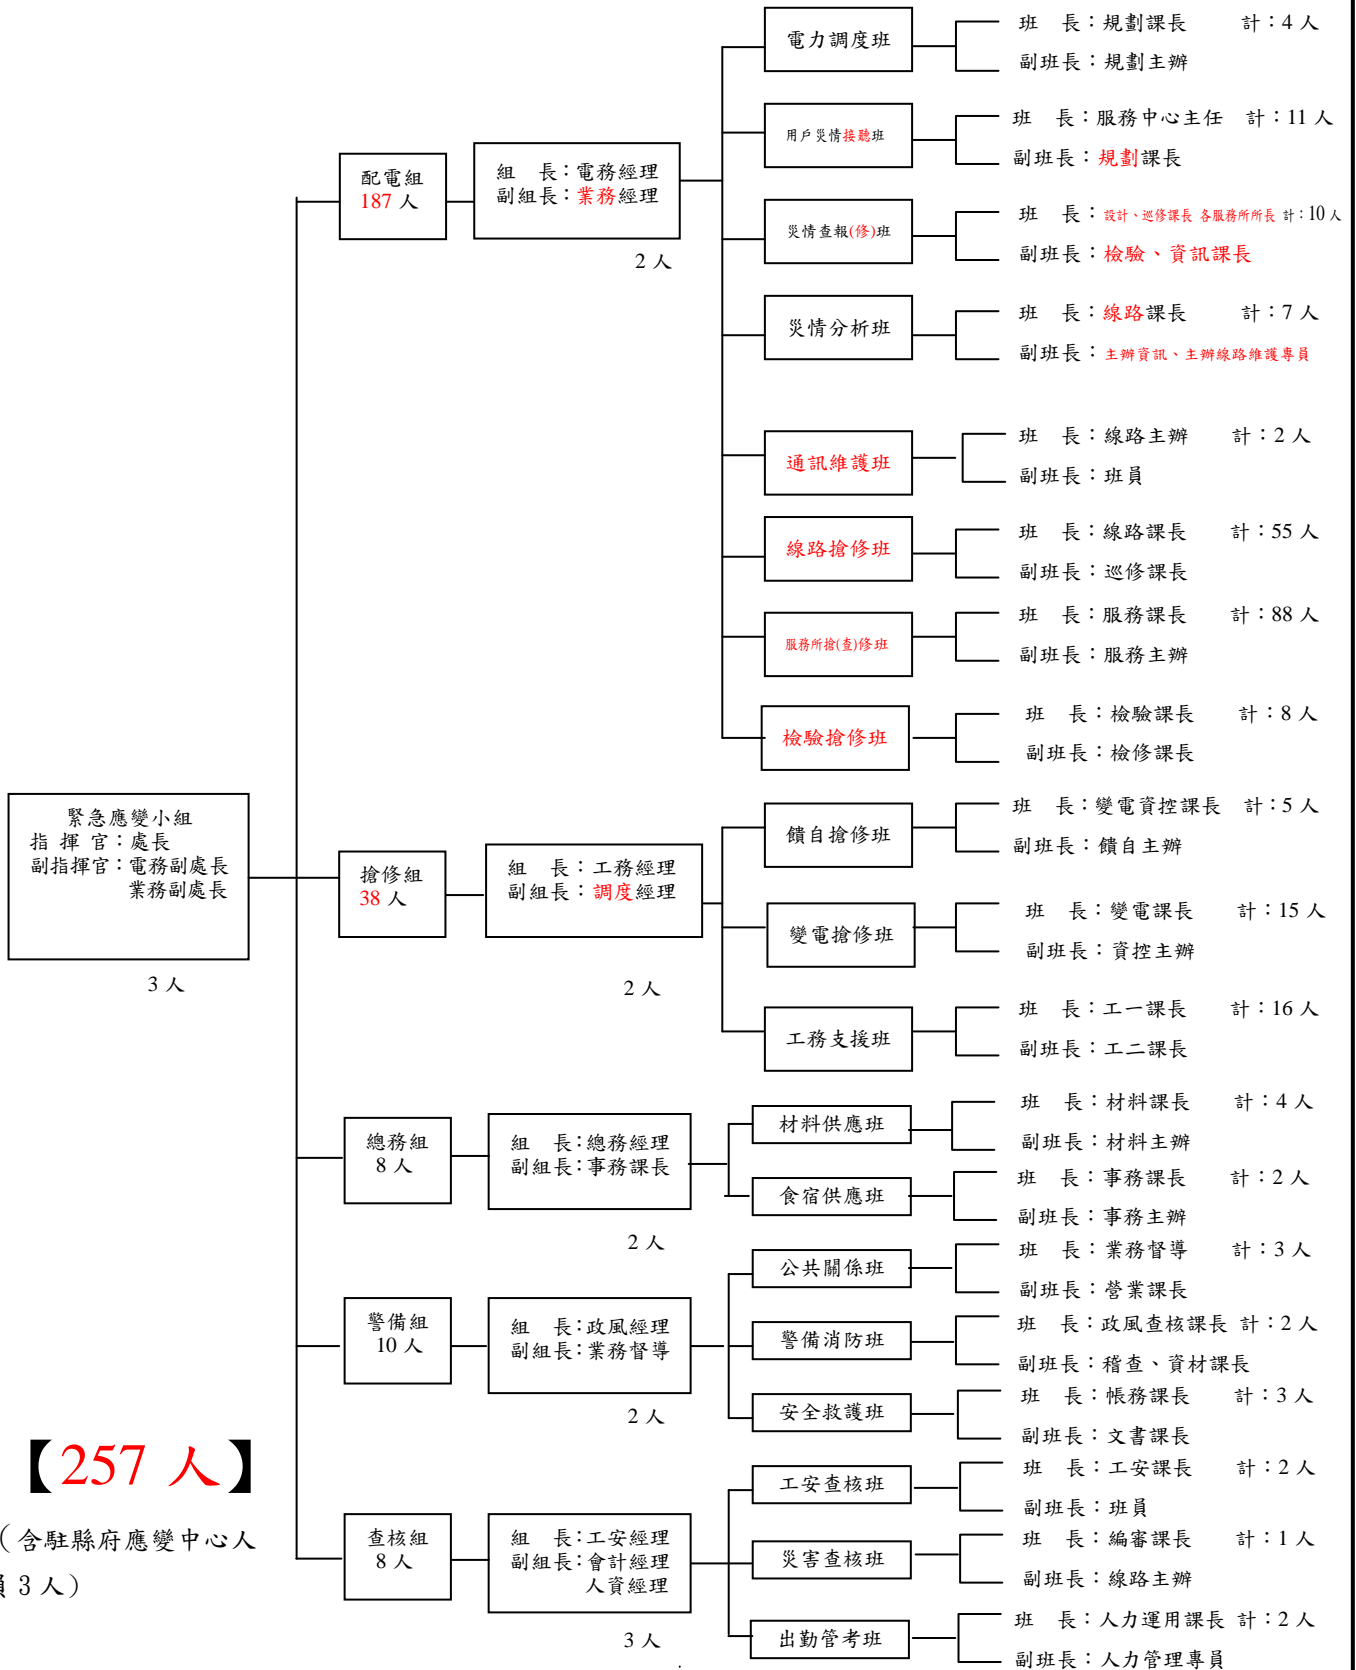 緊急應變小組
指 揮 官：處長
副指揮官：電務副處長
業務副處長
3 人
【257 人】
（含駐縣府應變中心人
員 3 人）
配電組
187 人
組　長：電務經理
副組長：業務經理
2 人
電力調度班
班　長：規劃課長　計：4 人
副班長：規劃主辦
用戶災情接聽班
班　長：服務中心主任　計：11 人
副班長：規劃課長
災情查報(修)班
班　長：設計、巡修課長 各服務所所長 計：10 人
副班長：檢驗、資訊課長
災情分析班
班　長：線路課長　計：7 人
副班長：主辦資訊、主辦線路維護專員
通訊維護班
班　長：線路主辦　計：2 人
副班長：班員
線路搶修班
班　長：線路課長　計：55 人
副班長：巡修課長
服務所搶(查)修班
班　長：服務課長　計：88 人
副班長：服務主辦
檢驗搶修班
班　長：檢驗課長　計：8 人
副班長：檢修課長
搶修組
38 人
組　長：工務經理
副組長：調度經理
2 人
饋自搶修班
班　長：變電資控課長　計：5 人
副班長：饋自主辦
變電搶修班
班　長：變電課長　計：15 人
副班長：資控主辦
工務支援班
班　長：工一課長　計：16 人
副班長：工二課長
總務組
8 人
組　長：總務經理
副組長：事務課長
2 人
材料供應班
班　長：材料課長　計：4 人
副班長：材料主辦
食宿供應班
班　長：事務課長　計：2 人
副班長：事務主辦
警備組
10 人
組　長：政風經理
副組長：業務督導
2 人
公共關係班
班　長：業務督導　計：3 人
副班長：營業課長
警備消防班
班　長：政風查核課長 計：2 人
副班長：稽查、資材課長
安全救護班
班　長：帳務課長　計：3 人
副班長：文書課長
查核組
8 人
組　長：工安經理
副組長：會計經理
人資經理
3 人
工安查核班
班　長：工安課長　計：2 人
副班長：班員
災害查核班
班　長：編審課長　計：1 人
副班長：線路主辦
出勤管考班
班　長：人力運用課長 計：2 人
副班長：人力管理專員